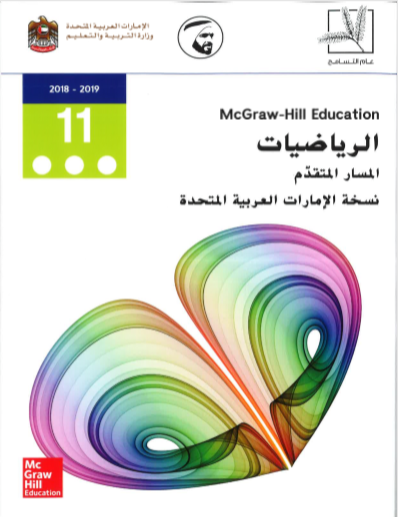 الإمارات العربية المتحدة
وزارة التربية والتعليم
عام التسامح
2018 - 2019
11
McGraw-Hill Education
الرياضيات
المسار المتقدّم
نسخة الإمارات العربية المتحدة
Mc
Graw
Hill
Education